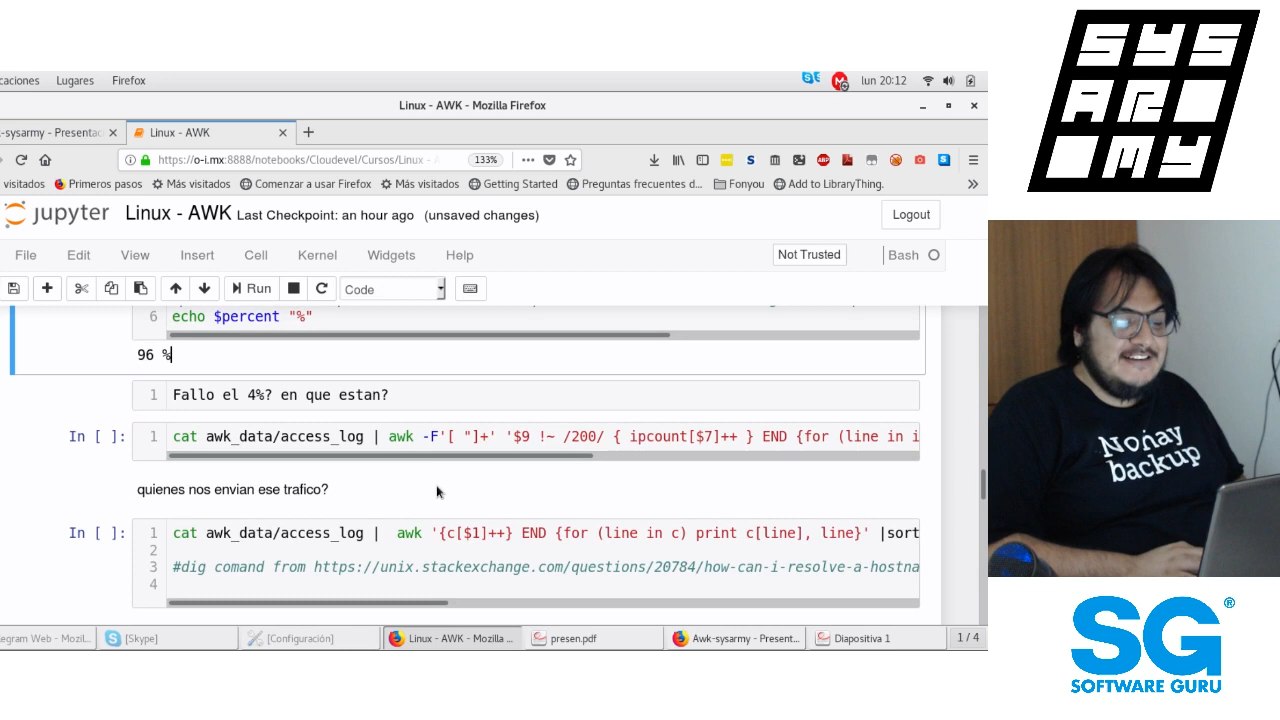 caciones Lugares Firefox lun 20:12
Linux - AWK - Mozilla Firefox
-sysarmy - Presentac Linux - AWK
https://o-i.mx:8888/notebooks/Cloudevel/Cursos/Linux - A 133%
visitados Primeros pasos Más visitados Comenzar a usar Firefox Más visitados Getting Started Preguntas frecuentes d... Fonyou Add to LibraryThing.
jupyter Linux - AWK Last Checkpoint: an hour ago (unsaved changes) Logout
File Edit View Insert Cell Kernel Widgets Help Not Trusted Bash
Run Code
6 echo $percent "%"
96 %
1 Fallo el 4%? en que estan?
In [ ]: 1 cat awk_data/access_log | awk -F'[ "]+' '$9 !~ /200/ { ipcount[$7]++ } END {for (line in i
quienes nos envian ese trafico?
In [ ]: 1 cat awk_data/access_log | awk '{c[$1]++} END {for (line in c) print c[line], line}' |sort
2
3 #dig comand from https://unix.stackexchange.com/questions/20784/how-can-i-resolve-a-hostna
4
egram Web - Mozil... [Skype] [Configuración] Linux - AWK - Mozilla ... presen.pdf Awk-sysarmy - Present... Diapositiva 1 1 / 4
SYS
AR
MY
No hay
backup
SG®
SOFTWARE GURU